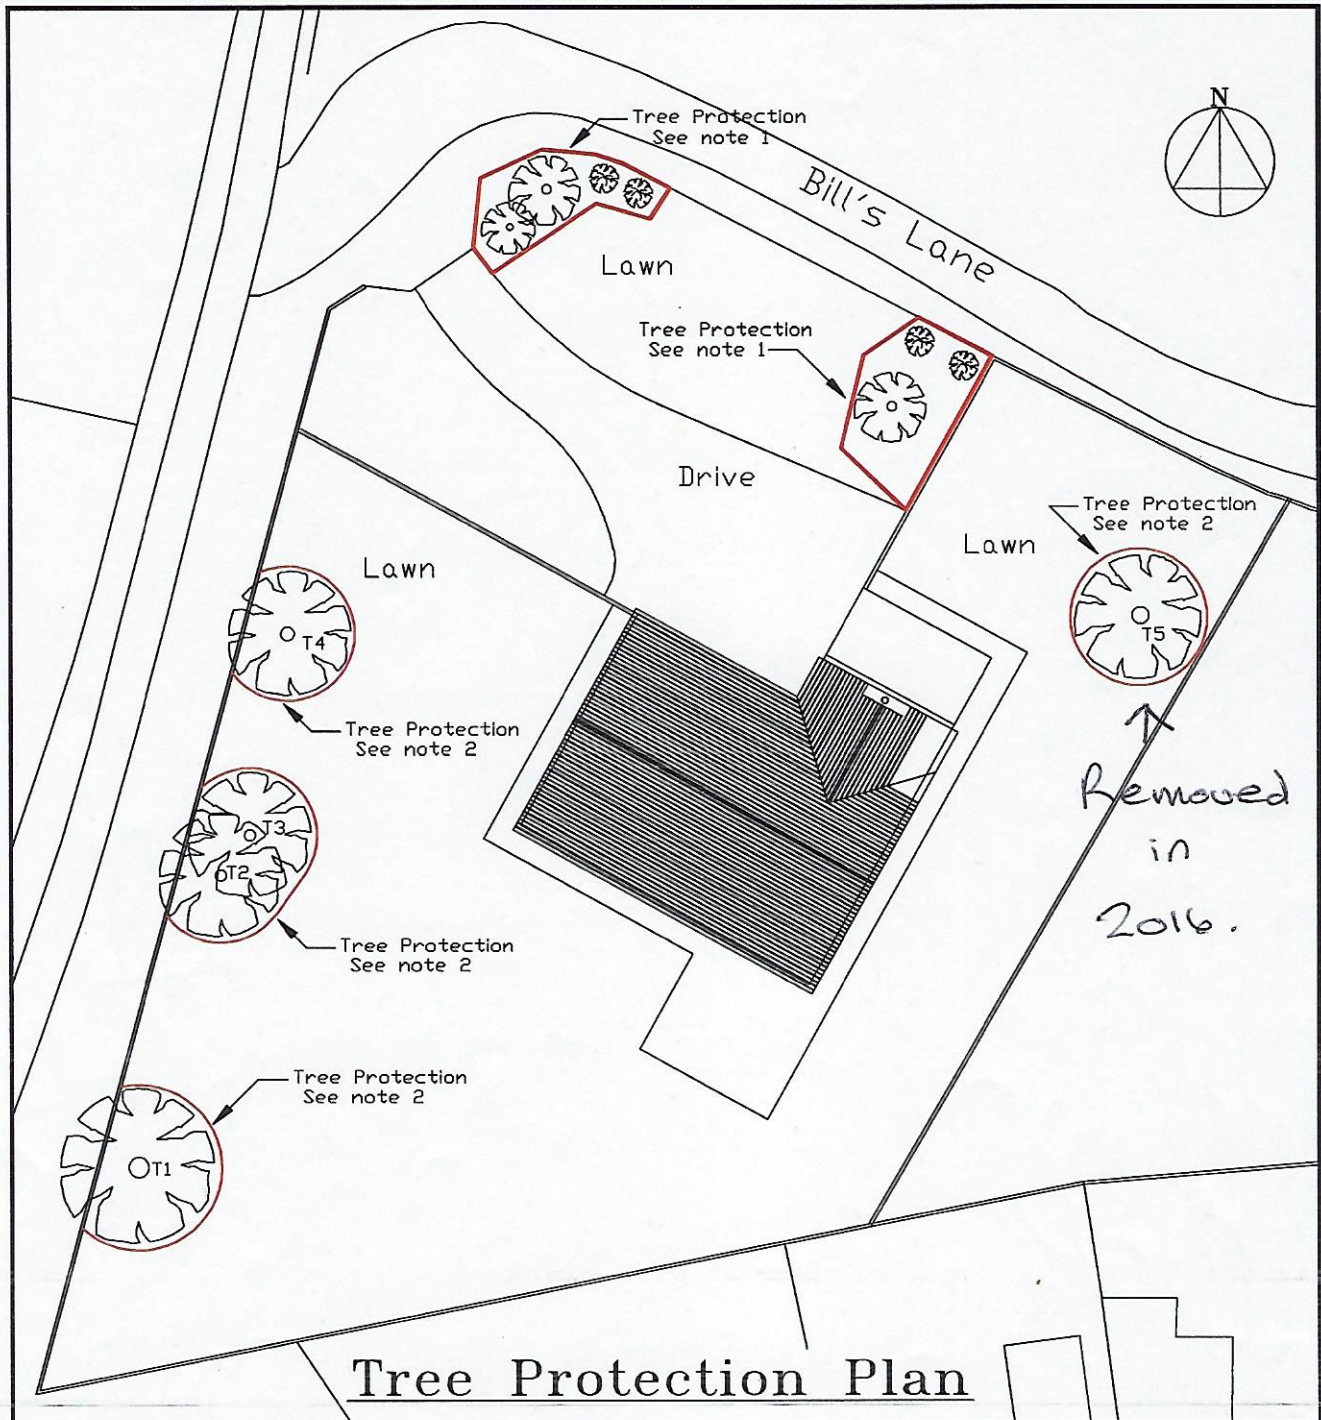 N
Tree Protection
See note 1
Bill's Lane
Lawn
Tree Protection
See note 1
Drive
Tree Protection
See note 2
Lawn
Lawn
T4
T5
Tree Protection
See note 2
Removed
in
2016.
T3
T2
Tree Protection
See note 2
Tree Protection
See note 2
T1
Tree Protection Plan